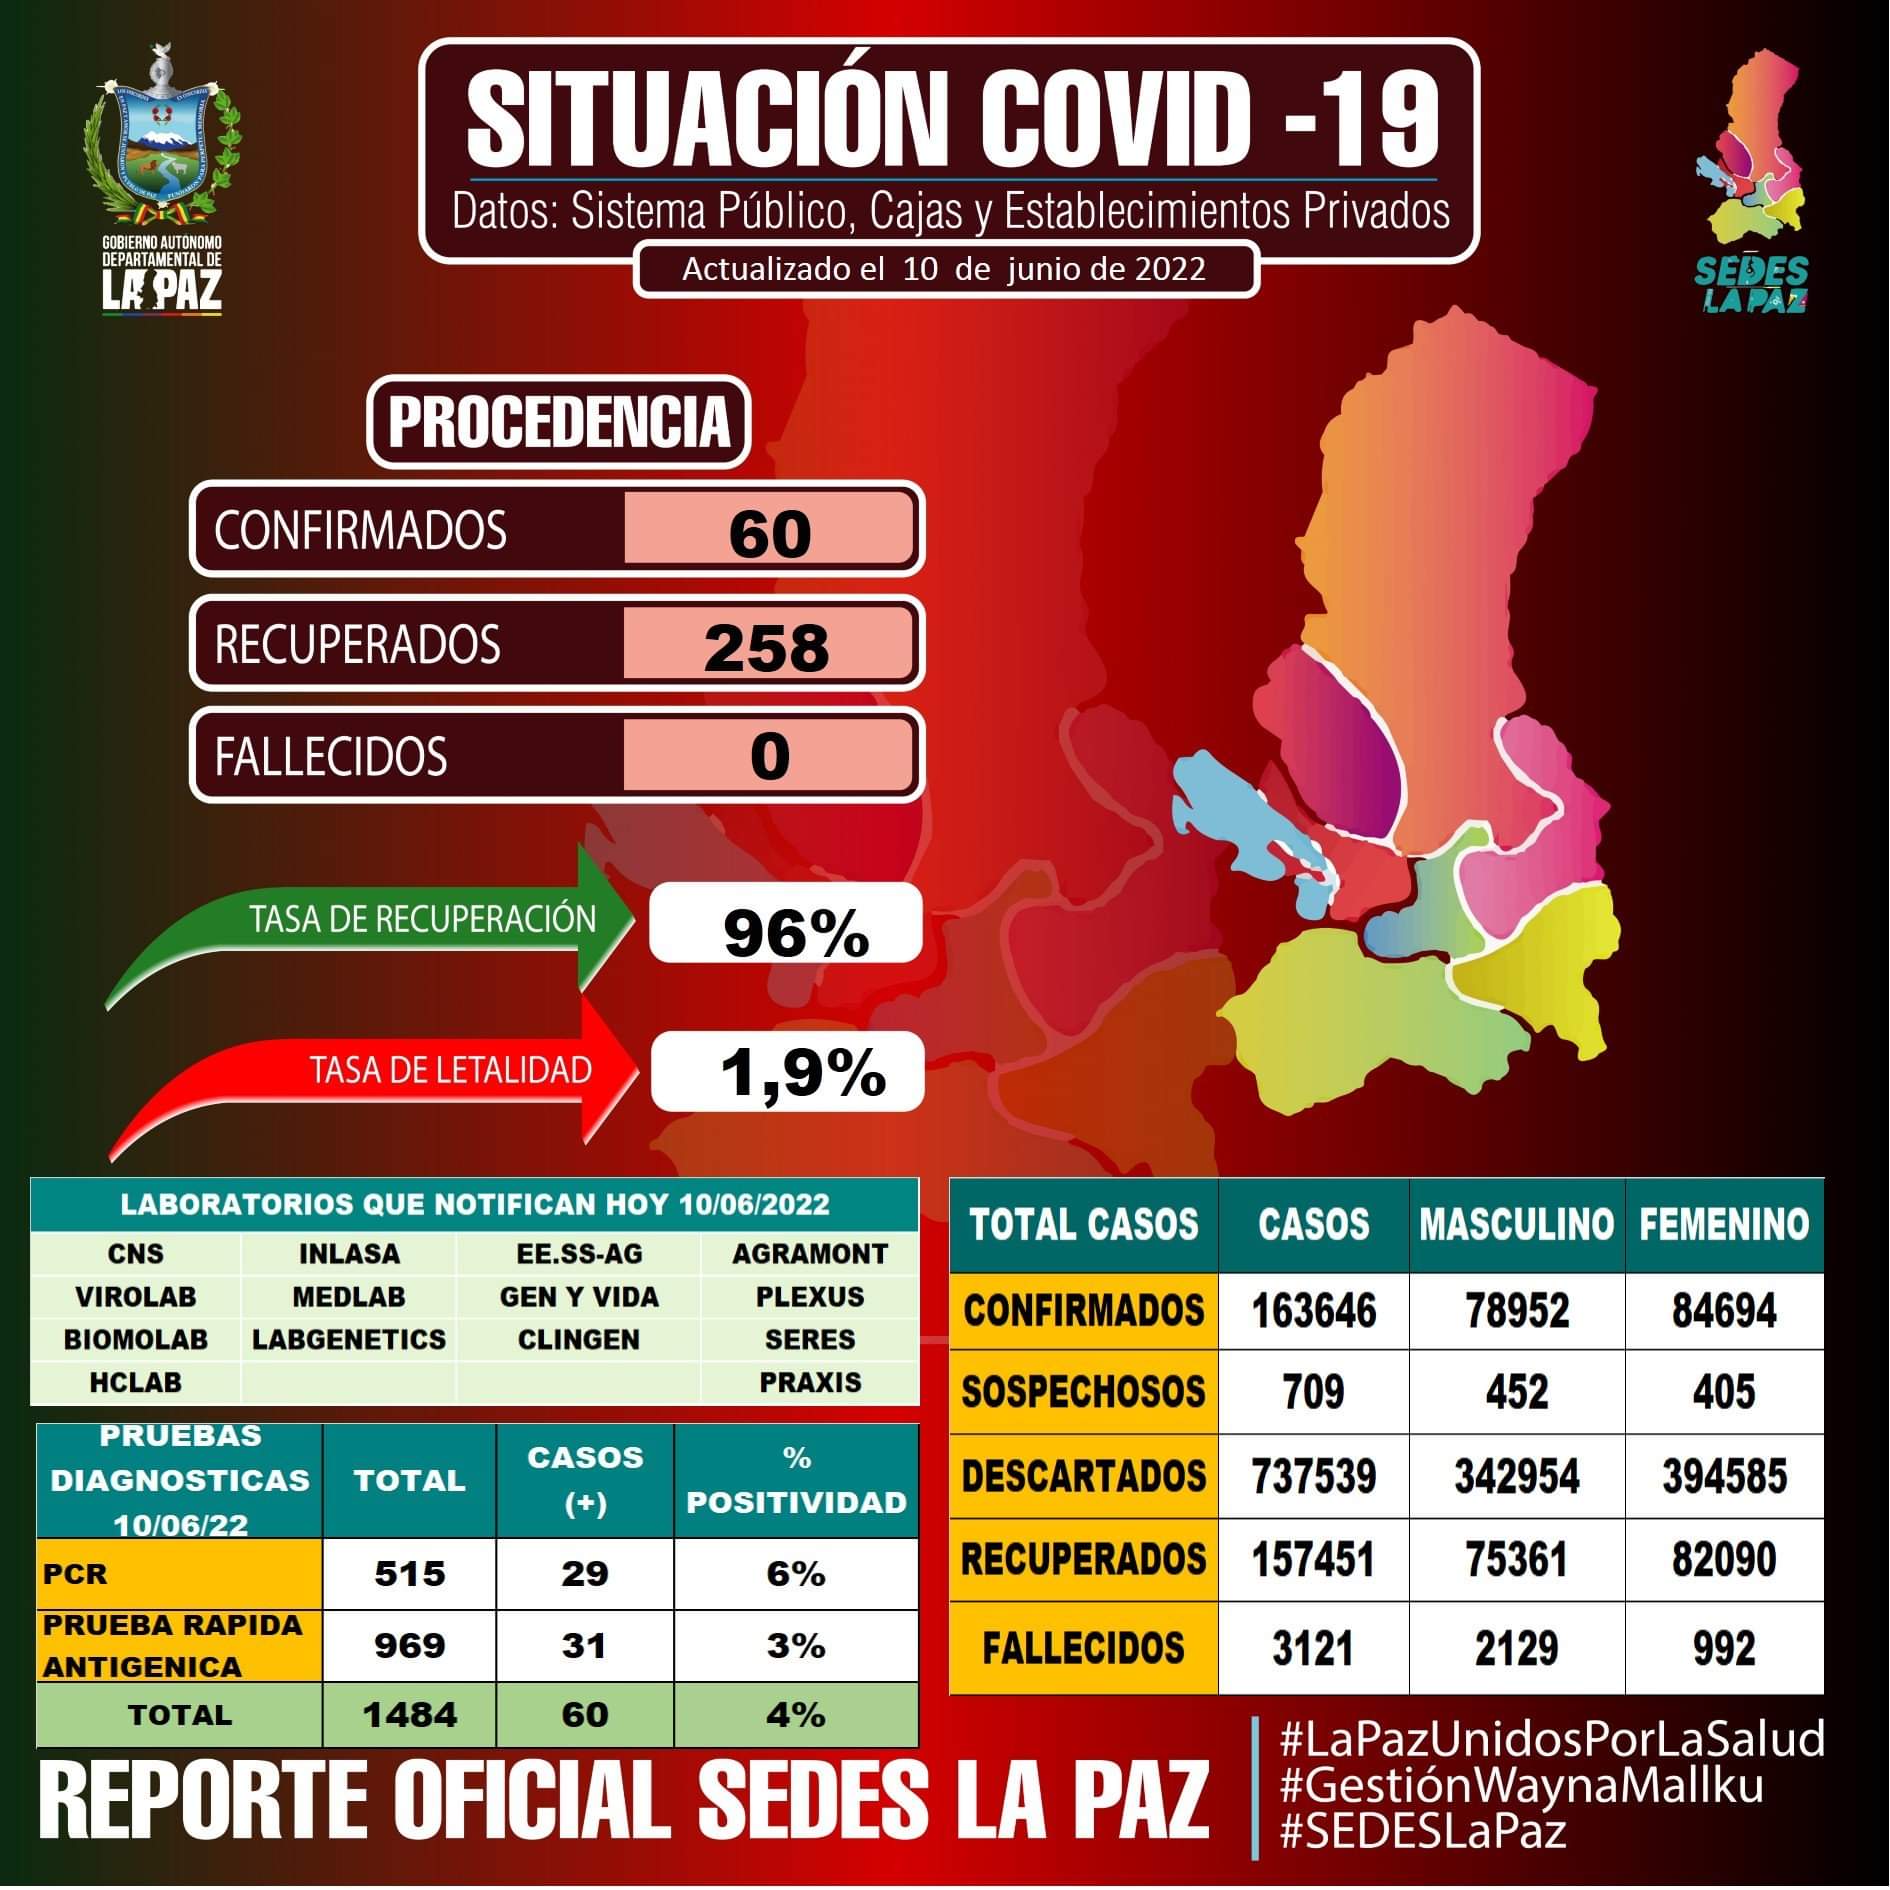 SITUACIÓN COVID -19
Datos: Sistema Público, Cajas y Establecimientos Privados
Actualizado el 10 de junio de 2022
GOBIERNO AUTÓNOMO
DEPARTAMENTAL DE
LA PAZ
SEDES
LA PAZ
PROCEDENCIA
CONFIRMADOS 60
RECUPERADOS 258
FALLECIDOS 0
TASA DE RECUPERACIÓN 96%
TASA DE LETALIDAD 1,9%
LABORATORIOS QUE NOTIFICAN HOY 10/06/2022
CNS INLASA EE.SS-AG AGRAMONT
VIROLAB MEDLAB GEN Y VIDA PLEXUS
BIOMOLAB LABGENETICS CLINGEN SERES
HCLAB PRAXIS
PRUEBAS
DIAGNOSTICAS
10/06/22
TOTAL
CASOS
(+)
%
POSITIVIDAD
PCR 515 29 6%
PRUEBA RAPIDA
ANTIGENICA
969 31 3%
TOTAL 1484 60 4%
TOTAL CASOS CASOS MASCULINO FEMENINO
CONFIRMADOS 163646 78952 84694
SOSPECHOSOS 709 452 405
DESCARTADOS 737539 342954 394585
RECUPERADOS 157451 75361 82090
FALLECIDOS 3121 2129 992
REPORTE OFICIAL SEDES LA PAZ
#LaPazUnidosPorLaSalud
#GestiónWaynaMallku
#SEDESLaPaz